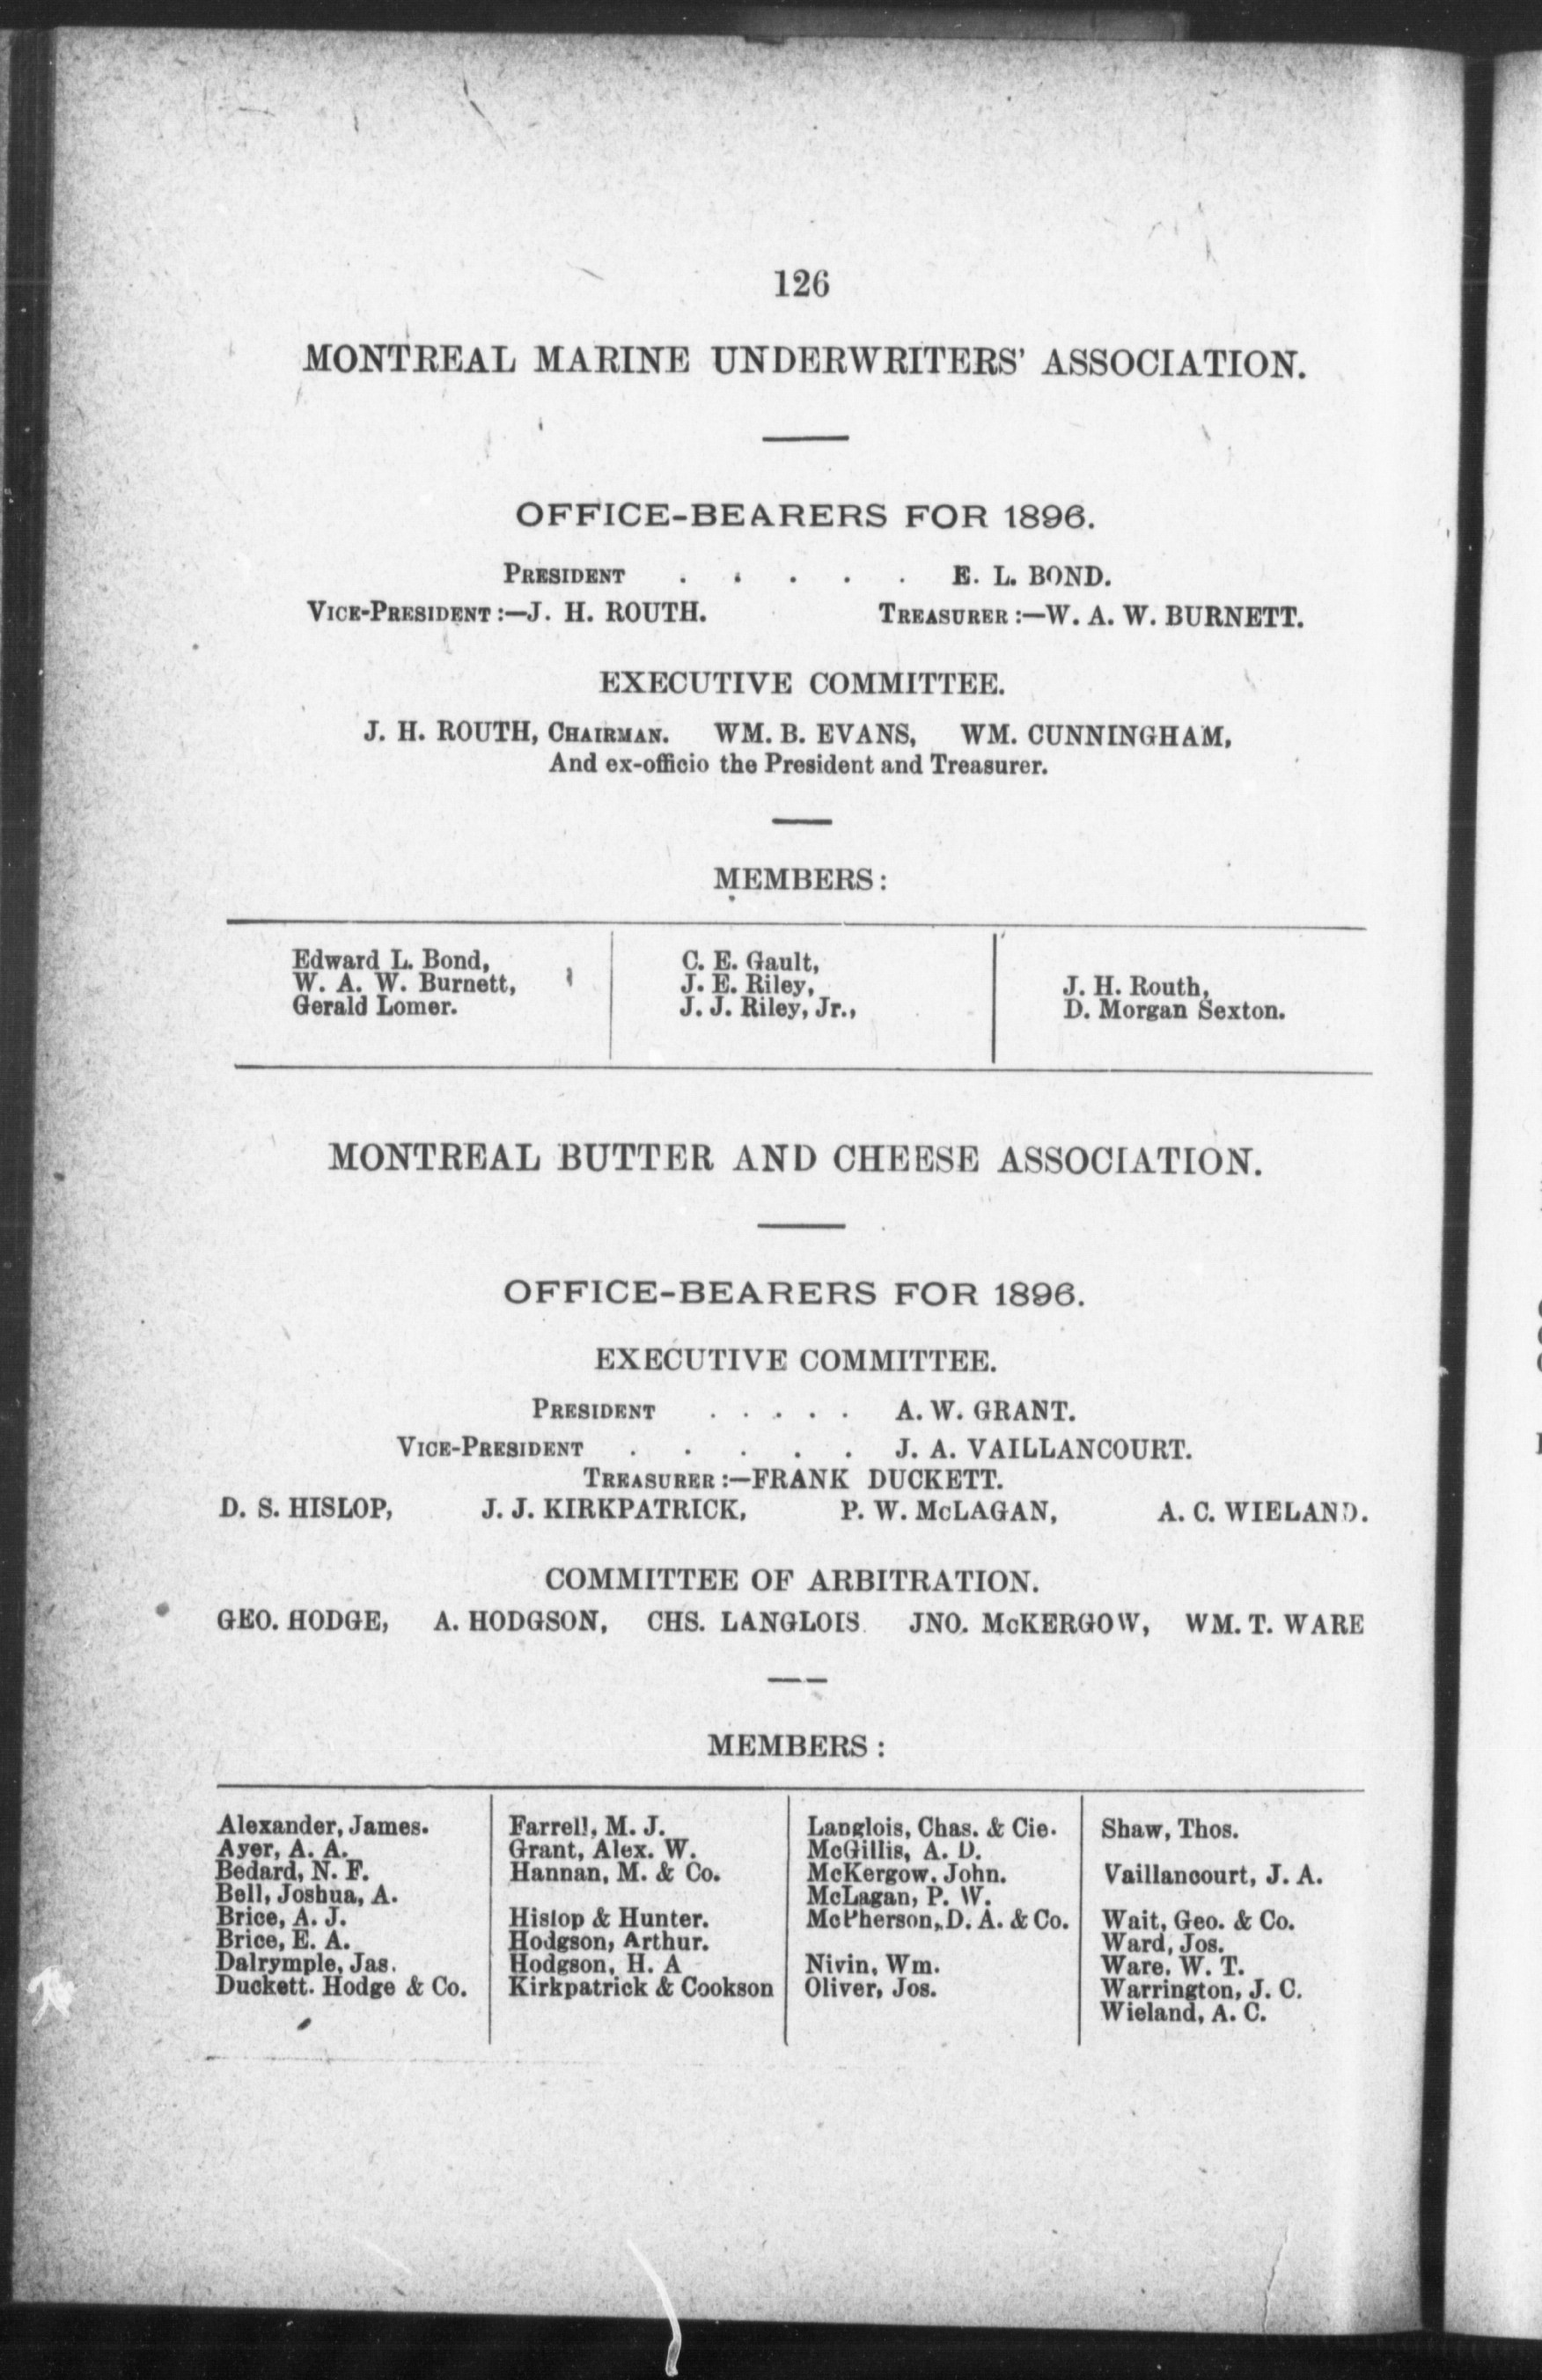 126
MONTREAL MARINE UNDERWRITERS' ASSOCIATION.
OFFICE-BEARERS FOR 1896.
PRESIDENT . . . . . E. L. BOND.
VICE-PRESIDENT :—J. H. ROUTH. TREASURER :—W. A. W. BURNETT.
EXECUTIVE COMMITTEE.
J. H. ROUTH, CHAIRMAN. WM. B. EVANS, WM. CUNNINGHAM,
And ex-officio the President and Treasurer.
MEMBERS :
Edward L. Bond,
W. A. W. Burnett,
Gerald Lomer.
C. E. Gault,
J. E. Riley,
J. J. Riley, Jr.,
J. H. Routh,
D. Morgan Sexton.
MONTREAL BUTTER AND CHEESE ASSOCIATION.
OFFICE-BEARERS FOR 1896.
EXECUTIVE COMMITTEE.
PRESIDENT . . . . . A. W. GRANT.
VICE-PRESIDENT . . . . . J. A. VAILLANCOURT.
TREASURER :—FRANK DUCKETT.
D. S. HISLOP, J. J. KIRKPATRICK, P. W. McLAGAN, A. C. WIELAND.
COMMITTEE OF ARBITRATION.
GEO. HODGE, A. HODGSON, CHS. LANGLOIS. JNO. McKERGOW, WM. T. WARE
MEMBERS :
Alexander, James.
Ayer, A. A.
Bedard, N. F.
Bell, Joshua, A.
Brice, A. J.
Brice, E. A.
Dalrymple, Jas.
Duckett. Hodge & Co.
Farrell, M. J.
Grant, Alex. W.
Hannan, M. & Co.
Hislop & Hunter.
Hodgson, Arthur.
Hodgson, H. A
Kirkpatrick & Cookson
Langlois, Chas. & Cie.
McGillis, A. D.
McKergow, John.
McLagan, P. W.
McPherson, D. A. & Co.
Nivin, Wm.
Oliver, Jos.
Shaw, Thos.
Vaillancourt, J. A.
Wait, Geo. & Co.
Ward, Jos.
Ware. W. T.
Warrington, J. C.
Wieland, A. C.